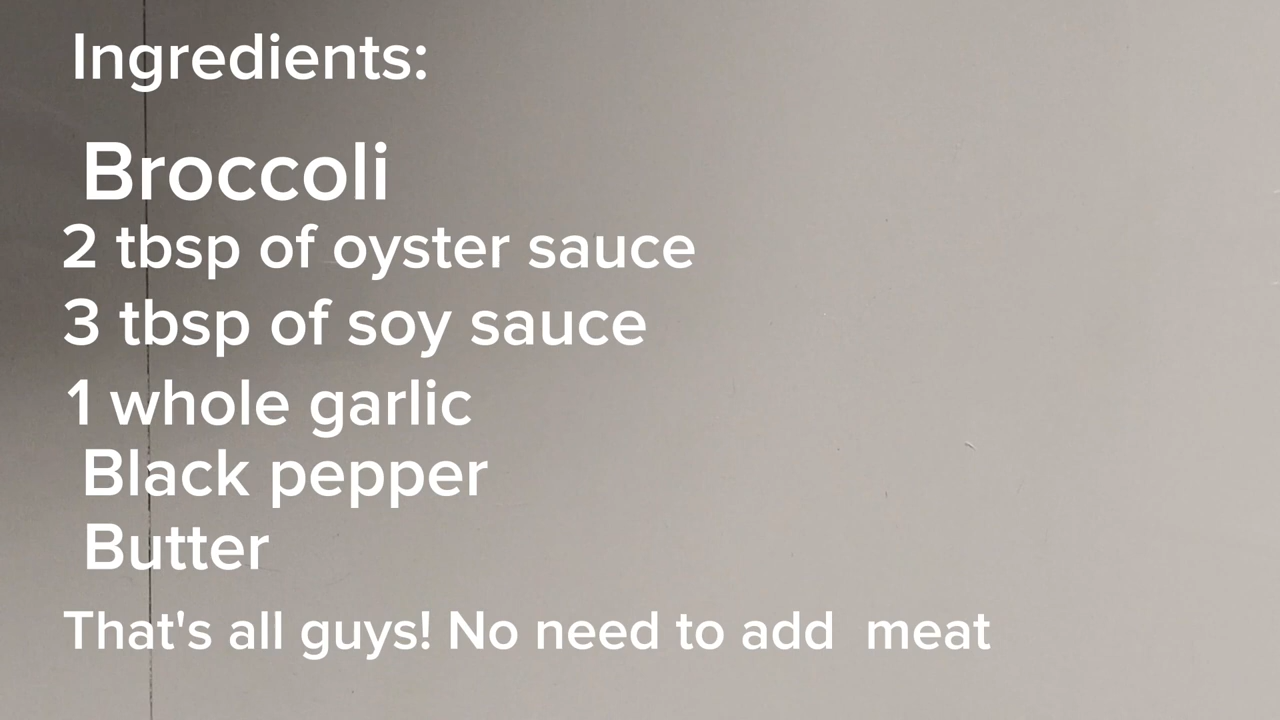 Ingredients:
Broccoli
2 tbsp of oyster sauce
3 tbsp of soy sauce
1 whole garlic
Black pepper
Butter
That's all guys! No need to add meat